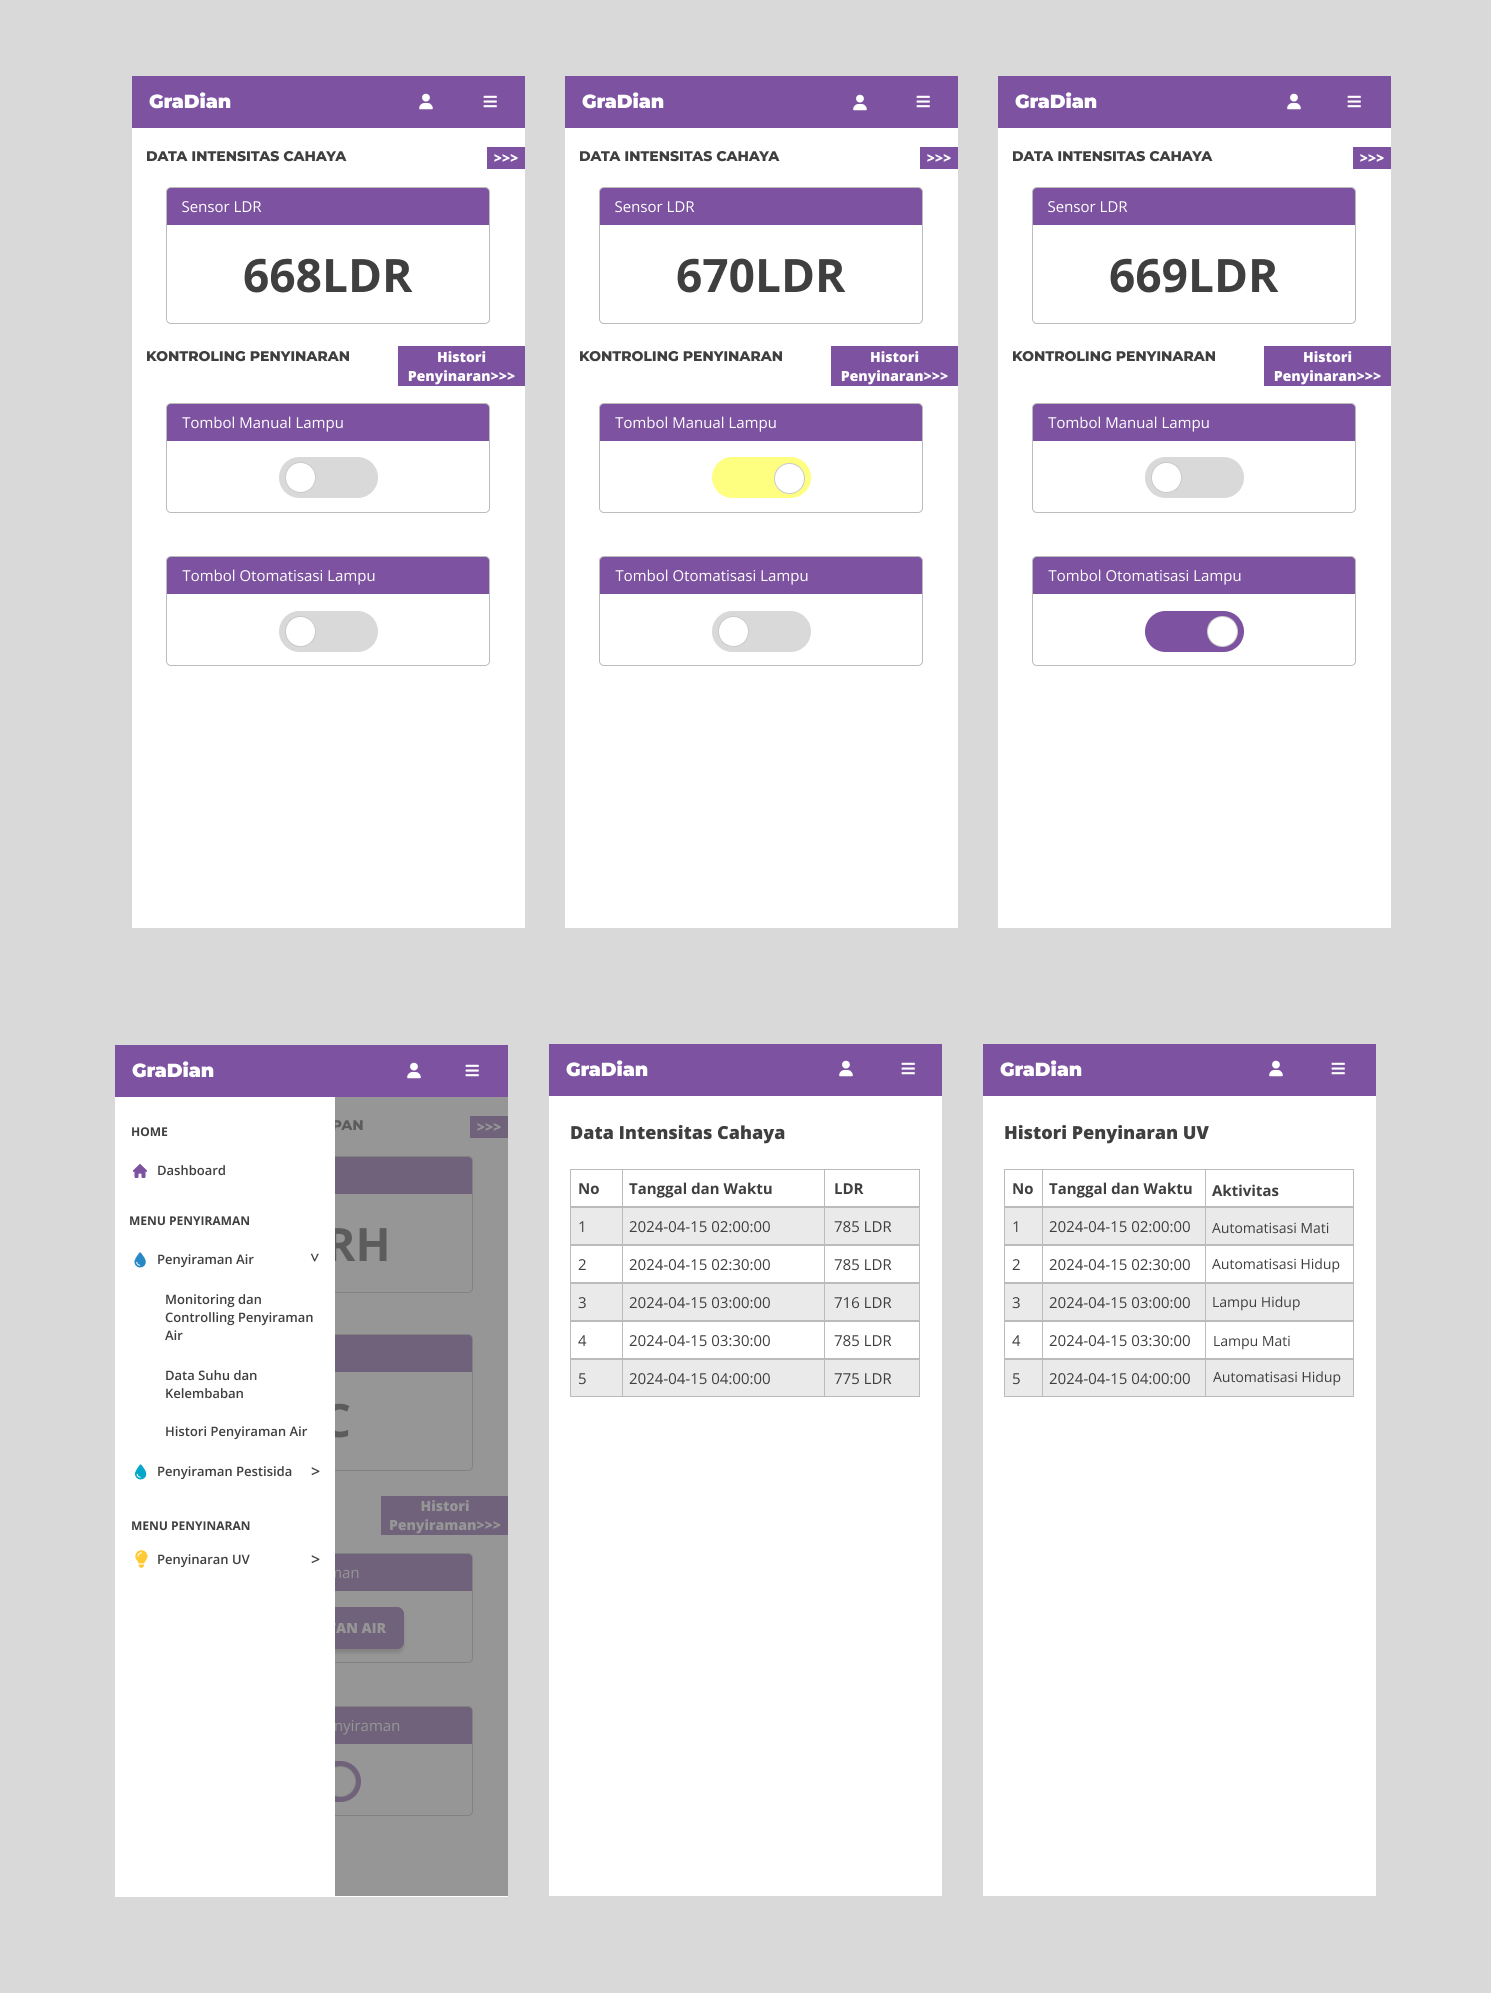 GraDian
DATA INTENSITAS CAHAYA
>>>
Sensor LDR
668LDR
KONTROLING PENYINARAN
Histori
Penyinaran>>>
Tombol Manual Lampu
Tombol Otomatisasi Lampu
GraDian
DATA INTENSITAS CAHAYA
>>>
Sensor LDR
670LDR
KONTROLING PENYINARAN
Histori
Penyinaran>>>
Tombol Manual Lampu
Tombol Otomatisasi Lampu
GraDian
DATA INTENSITAS CAHAYA
>>>
Sensor LDR
669LDR
KONTROLING PENYINARAN
Histori
Penyinaran>>>
Tombol Manual Lampu
Tombol Otomatisasi Lampu
GraDian
HOME
Dashboard
MENU PENYIRAMAN
Penyiraman Air >
Monitoring dan
Controlling Penyiraman
Air
Data Suhu dan
Kelembaban
Histori Penyiraman Air
Penyiraman Pestisida >
MENU PENYINARAN
Penyinaran UV >
PAN
>>>
RH
C
Histori
Penyiraman>>>
nan
AN AIR
nyiraman
GraDian
Data Intensitas Cahaya
No Tanggal dan Waktu LDR
1 2024-04-15 02:00:00 785 LDR
2 2024-04-15 02:30:00 785 LDR
3 2024-04-15 03:00:00 716 LDR
4 2024-04-15 03:30:00 785 LDR
5 2024-04-15 04:00:00 775 LDR
GraDian
Histori Penyinaran UV
No Tanggal dan Waktu Aktivitas
1 2024-04-15 02:00:00 Automatisasi Mati
2 2024-04-15 02:30:00 Automatisasi Hidup
3 2024-04-15 03:00:00 Lampu Hidup
4 2024-04-15 03:30:00 Lampu Mati
5 2024-04-15 04:00:00 Automatisasi Hidup